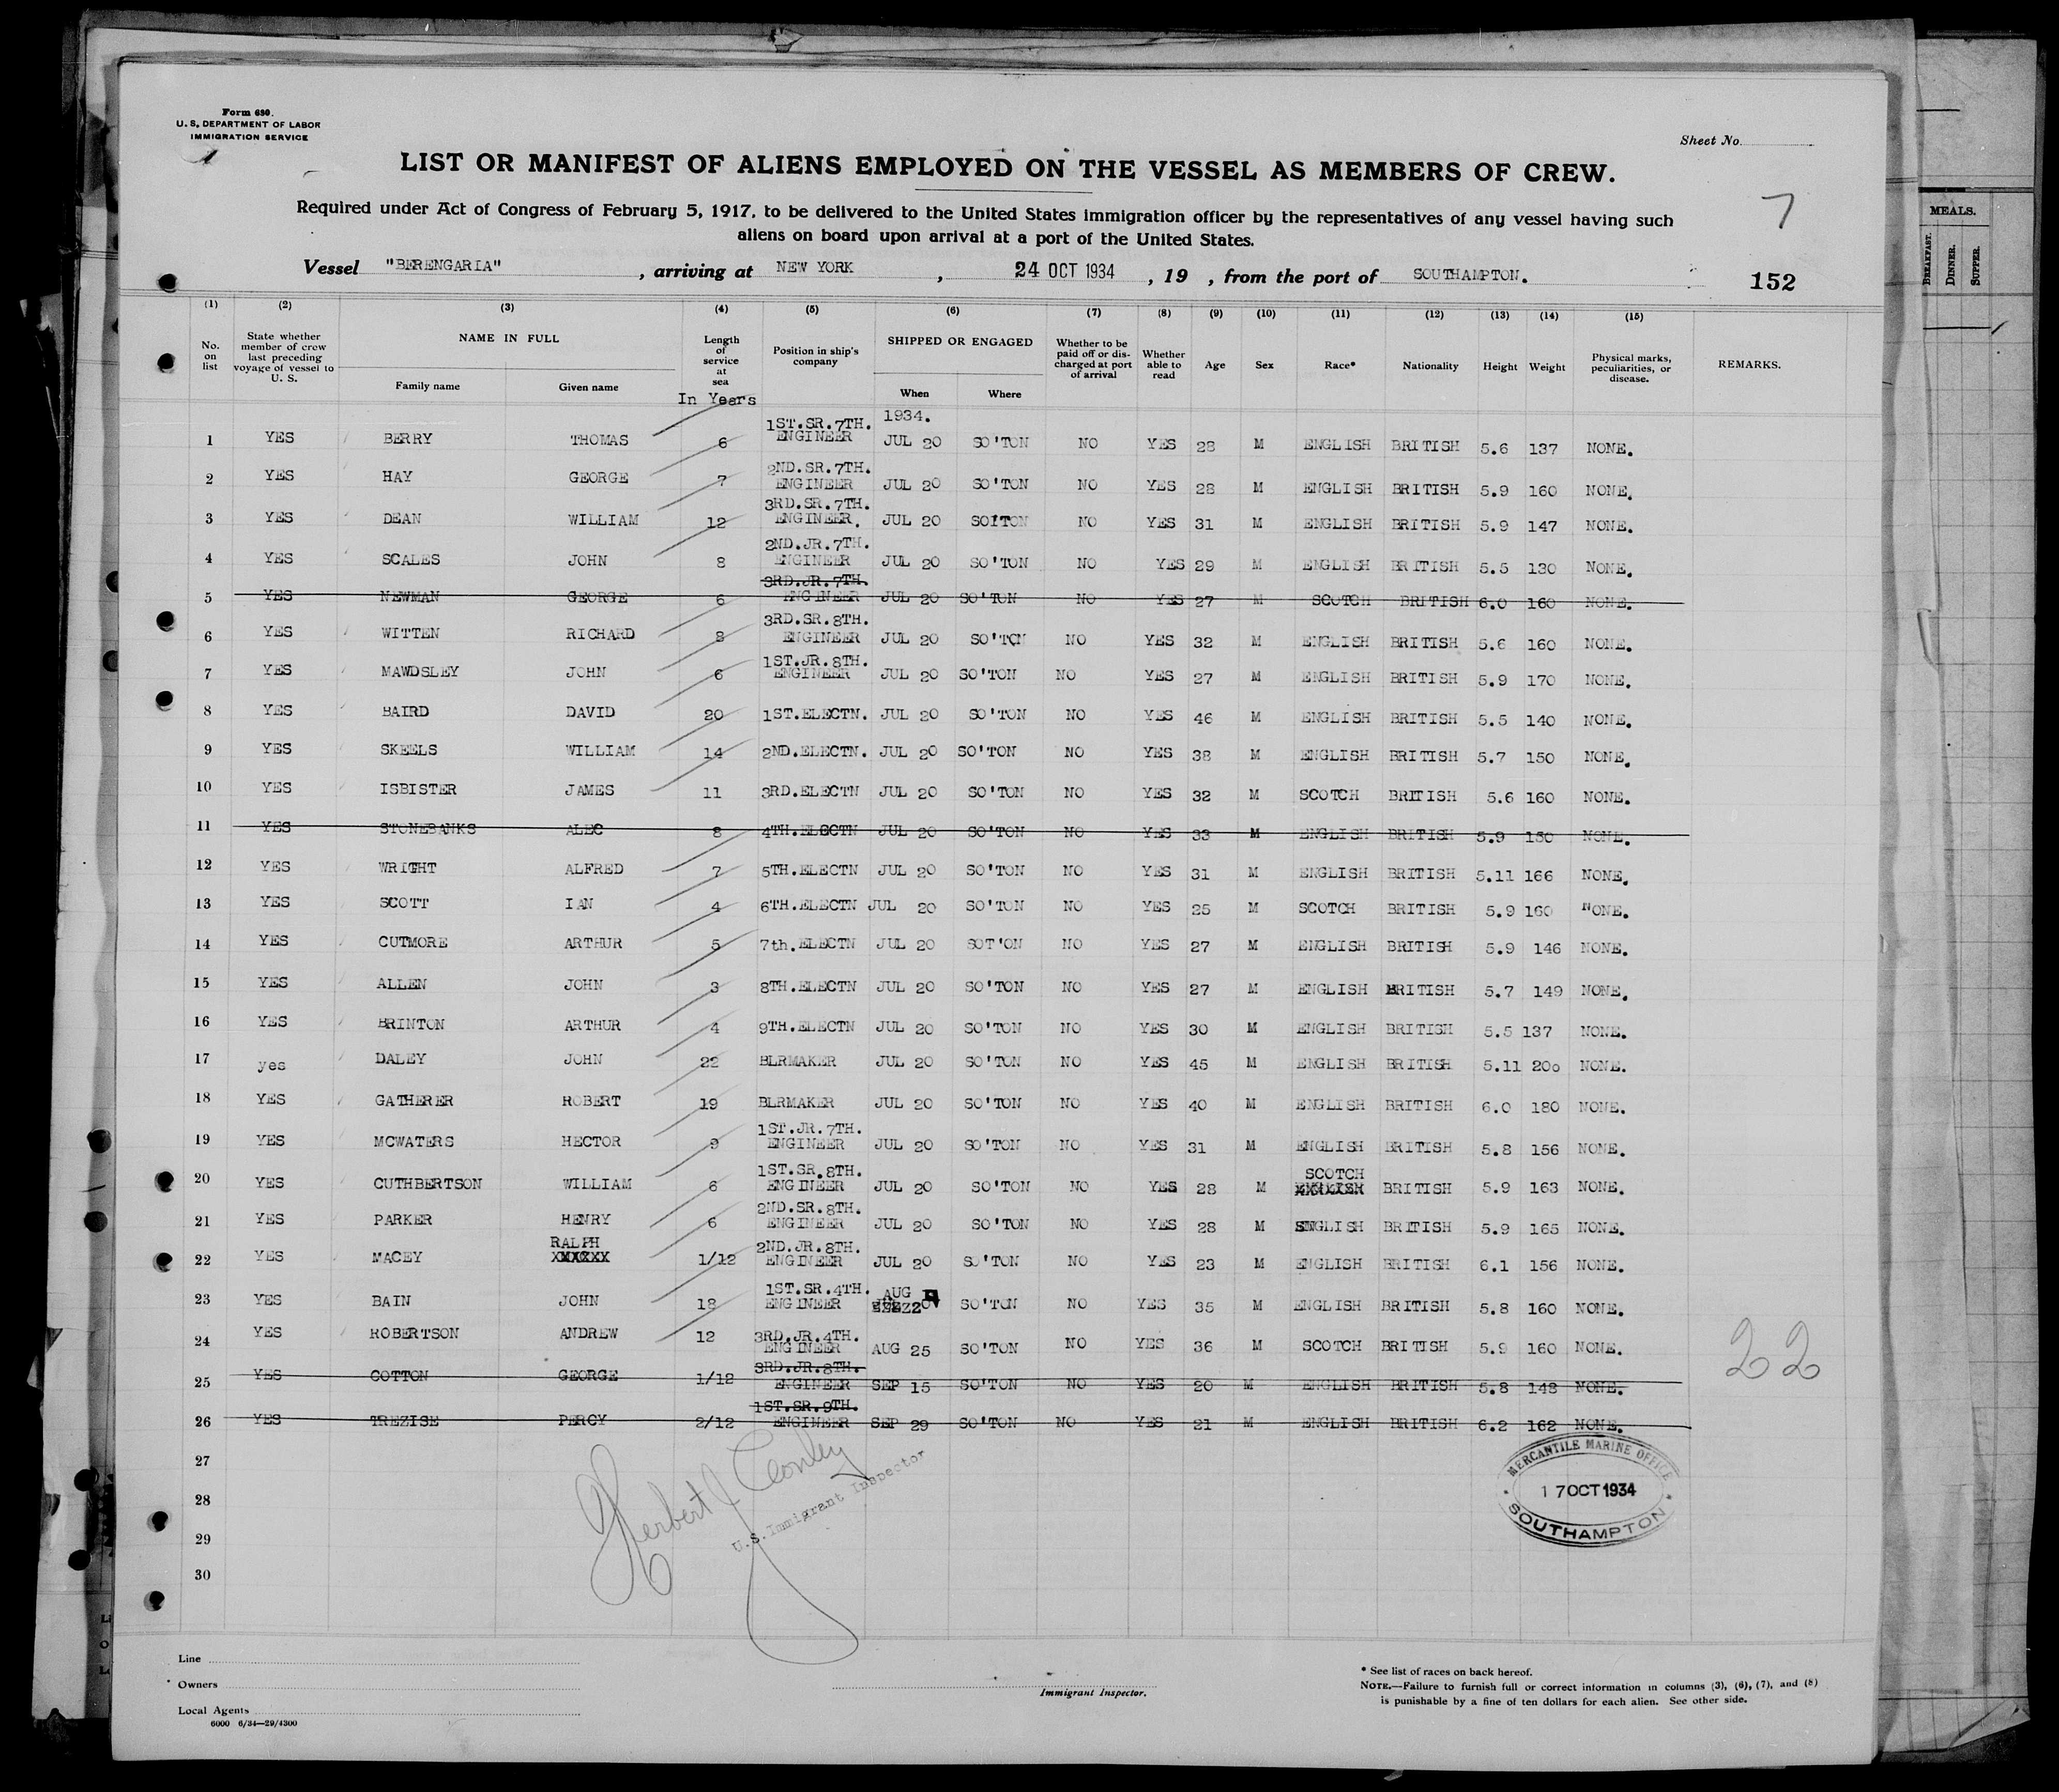 Form 680.
U. S. DEPARTMENT OF LABOR
IMMIGRATION SERVICE
Sheet No.
LIST OR MANIFEST OF ALIENS EMPLOYED ON THE VESSEL AS MEMBERS OF CREW.
7
Required under Act of Congress of February 5, 1917, to be delivered to the United States immigration officer by the representatives of any vessel having such
aliens on board upon arrival at a port of the United States.
Vessel "BERENGARIA" , arriving at NEW YORK , 24 OCT 1934 , 19 , from the port of SOUTHAMPTON.
152
MEALS.
BREAKFAST.
DINNER.
SUPPER.
(1) (2) (3) (4) (5) (6) (7) (8) (9) (10) (11) (12) (13) (14) (15)
No. on list
State whether member of crew last preceding voyage of vessel to U. S.
NAME IN FULL
Family name
Given name
Length of service at sea
In Years
Position in ship's company
SHIPPED OR ENGAGED
When
Where
Whether to be paid off or discharged at port of arrival
Whether able to read
Age
Sex
Race*
Nationality
Height
Weight
Physical marks, peculiarities, or disease.
REMARKS.
1934.
1 YES BERRY THOMAS 6 1ST.SR.7TH. ENGINEER JUL 20 SO'TON NO YES 28 M ENGLISH BRITISH 5.6 137 NONE.
2 YES HAY GEORGE 7 2ND.SR.7TH. ENGINEER JUL 20 SO'TON NO YES 28 M ENGLISH BRITISH 5.9 160 NONE.
3 YES DEAN WILLIAM 12 3RD.SR.7TH. ENGINEER. JUL 20 SO'TON NO YES 31 M ENGLISH BRITISH 5.9 147 NONE.
4 YES SCALES JOHN 8 2ND.JR.7TH. ENGINEER JUL 20 SO'TON NO YES 29 M ENGLISH BRITISH 5.5 130 NONE.
5 YES NEWMAN GEORGE 6 3RD.JR.7TH. ENGINEER JUL 20 SO'TON NO YES 27 M SCOTCH BRITISH 6.0 160 NONE.
6 YES WITTEN RICHARD 8 3RD.SR.8TH. ENGINEER JUL 20 SO'TON NO YES 32 M ENGLISH BRITISH 5.6 160 NONE.
7 YES MAWDSLEY JOHN 6 1ST.JR.8TH. ENGINEER JUL 20 SO'TON NO YES 27 M ENGLISH BRITISH 5.9 170 NONE.
8 YES BAIRD DAVID 20 1ST.ELECTN. JUL 20 SO'TON NO YES 46 M ENGLISH BRITISH 5.5 140 NONE.
9 YES SKEELS WILLIAM 14 2ND.ELECTN. JUL 20 SO'TON NO YES 38 M ENGLISH BRITISH 5.7 150 NONE.
10 YES ISBISTER JAMES 11 3RD.ELECTN JUL 20 SO'TON NO YES 32 M SCOTCH BRITISH 5.6 160 NONE.
11 YES STONEBANKS ALEC 8 4TH.ELECTN JUL 20 SO'TON NO YES 33 M ENGLISH BRITISH 5.9 150 NONE.
12 YES WRIGHT ALFRED 7 5TH.ELECTN JUL 20 SO'TON NO YES 31 M ENGLISH BRITISH 5.11 166 NONE.
13 YES SCOTT IAN 4 6TH.ELECTN JUL 20 SO'TON NO YES 25 M SCOTCH BRITISH 5.9 160 NONE.
14 YES CUTMORE ARTHUR 5 7th.ELECTN JUL 20 SOT'ON NO YES 27 M ENGLISH BRITISH 5.9 146 NONE.
15 YES ALLEN JOHN 3 8TH.ELECTN JUL 20 SO'TON NO YES 27 M ENGLISH BRITISH 5.7 149 NONE.
16 YES BRINTON ARTHUR 4 9TH.ELECTN JUL 20 SO'TON NO YES 30 M ENGLISH BRITISH 5.5 137 NONE.
17 yes DALEY JOHN 22 BLRMAKER JUL 20 SO'TON NO YES 45 M ENGLISH BRITISH 5.11 200 NONE.
18 YES GATHERER ROBERT 19 BLRMAKER JUL 20 SO'TON NO YES 40 M ENGLISH BRITISH 6.0 180 NONE.
19 YES MCWATERS HECTOR 9 1ST.JR.7TH. ENGINEER JUL 20 SO'TON NO YES 31 M ENGLISH BRITISH 5.8 156 NONE.
20 YES CUTHBERTSON WILLIAM 6 1ST.SR.8TH. ENGINEER JUL 20 SO'TON NO YES 28 M SCOTCH BRITISH 5.9 163 NONE.
21 YES PARKER HENRY 6 2ND.SR.8TH. ENGINEER JUL 20 SO'TON NO YES 28 M ENGLISH BRITISH 5.9 165 NONE.
22 YES MACEY RALPH 1/12 2ND.JR.8TH. ENGINEER JUL 20 SO'TON NO YES 23 M ENGLISH BRITISH 6.1 156 NONE.
23 YES BAIN JOHN 18 1ST.SR.4TH. ENGINEER AUG SO'TON NO YES 35 M ENGLISH BRITISH 5.8 160 NONE.
24 YES ROBERTSON ANDREW 12 3RD.JR.4TH. ENGINEER AUG 25 SO'TON NO YES 36 M SCOTCH BRITISH 5.9 160 NONE.
22
25 YES COTTON GEORGE 1/12 3RD.JR.8TH. ENGINEER SEP 15 SO'TON NO YES 20 M ENGLISH BRITISH 5.8 148 NONE.
26 YES TREZISE PERCY 2/12 1ST.SR.9TH. ENGINEER SEP 29 SO'TON NO YES 21 M ENGLISH BRITISH 6.2 162 NONE.
27
28
29
30
Herbert J Conley
U.S.Immigrant Inspector
MERCANTILE MARINE OFFICE
17 OCT 1934
SOUTHAMPTON
Line
Owners
Local Agents
6000 6/34—29/4300
Immigrant Inspector.
* See list of races on back hereof.
NOTE.—Failure to furnish full or correct information in columns (3), (6), (7), and (8)
is punishable by a fine of ten dollars for each alien. See other side.